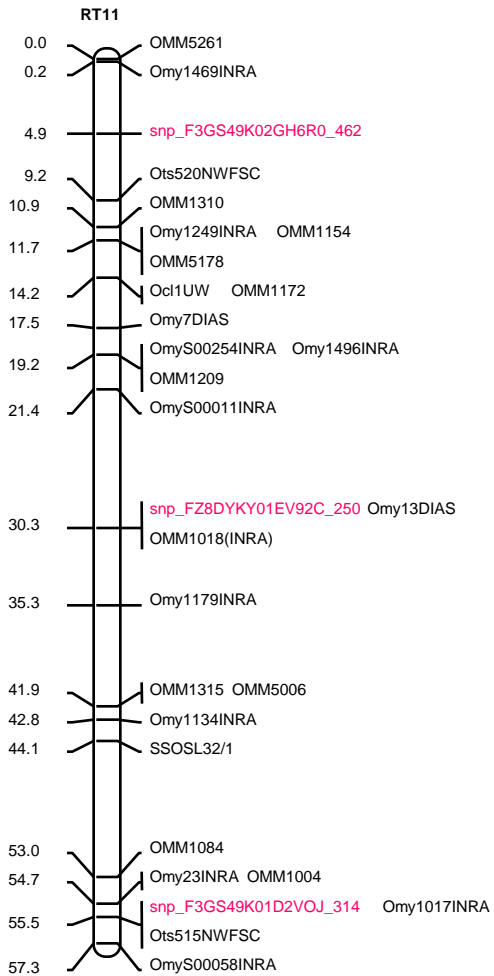 RT11
0.0 OMM5261
0.2 Omy1469INRA
4.9 snp_F3GS49K02GH6R0_462
9.2 Ots520NWFSC
10.9 OMM1310
Omy1249INRA OMM1154
11.7
OMM5178
14.2 Ocl1UW OMM1172
17.5 Omy7DIAS
OmyS00254INRA Omy1496INRA
19.2
OMM1209
21.4 OmyS00011INRA
snp_FZ8DYKY01EV92C_250 Omy13DIAS
30.3
OMM1018(INRA)
35.3 Omy1179INRA
41.9 OMM1315 OMM5006
42.8 Omy1134INRA
44.1 SSOSL32/1
53.0 OMM1084
54.7 Omy23INRA OMM1004
snp_F3GS49K01D2VOJ_314 Omy1017INRA
55.5
Ots515NWFSC
57.3 OmyS00058INRA